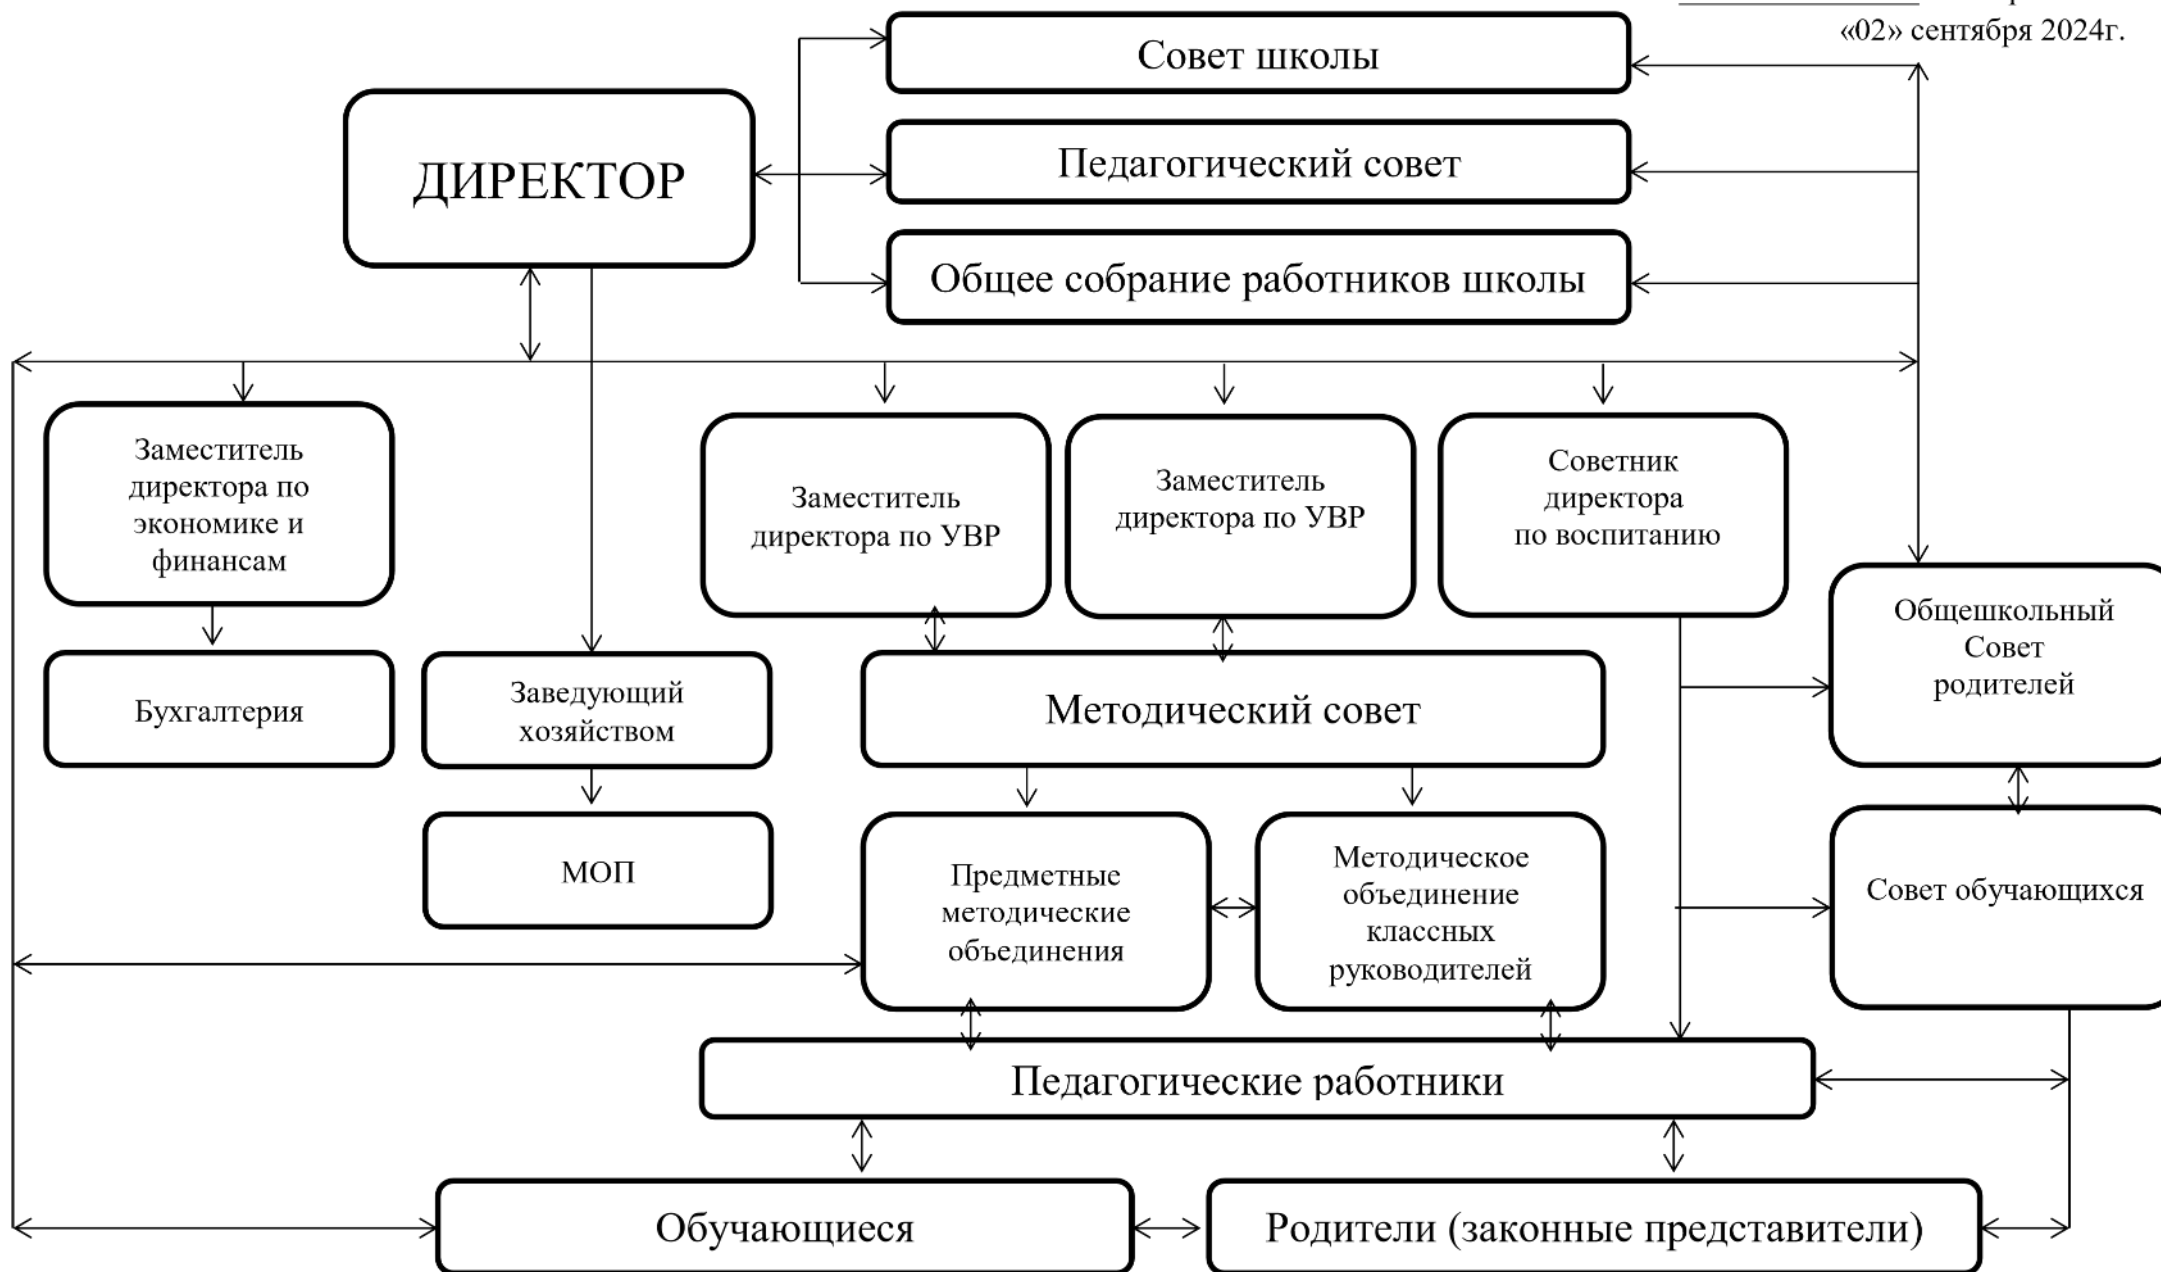 «02» сентября 2024г.
Совет школы
ДИРЕКТОР
Педагогический совет
Общее собрание работников школы
Заместитель
директора по
экономике и
финансам
Заместитель
директора по УВР
Заместитель
директора по УВР
Советник
директора
по воспитанию
Общешкольный
Совет
родителей
Бухгалтерия
Заведующий
хозяйством
Методический совет
МОП
Предметные
методические
объединения
Методическое
объединение
классных
руководителей
Совет обучающихся
Педагогические работники
Обучающиеся
Родители (законные представители)